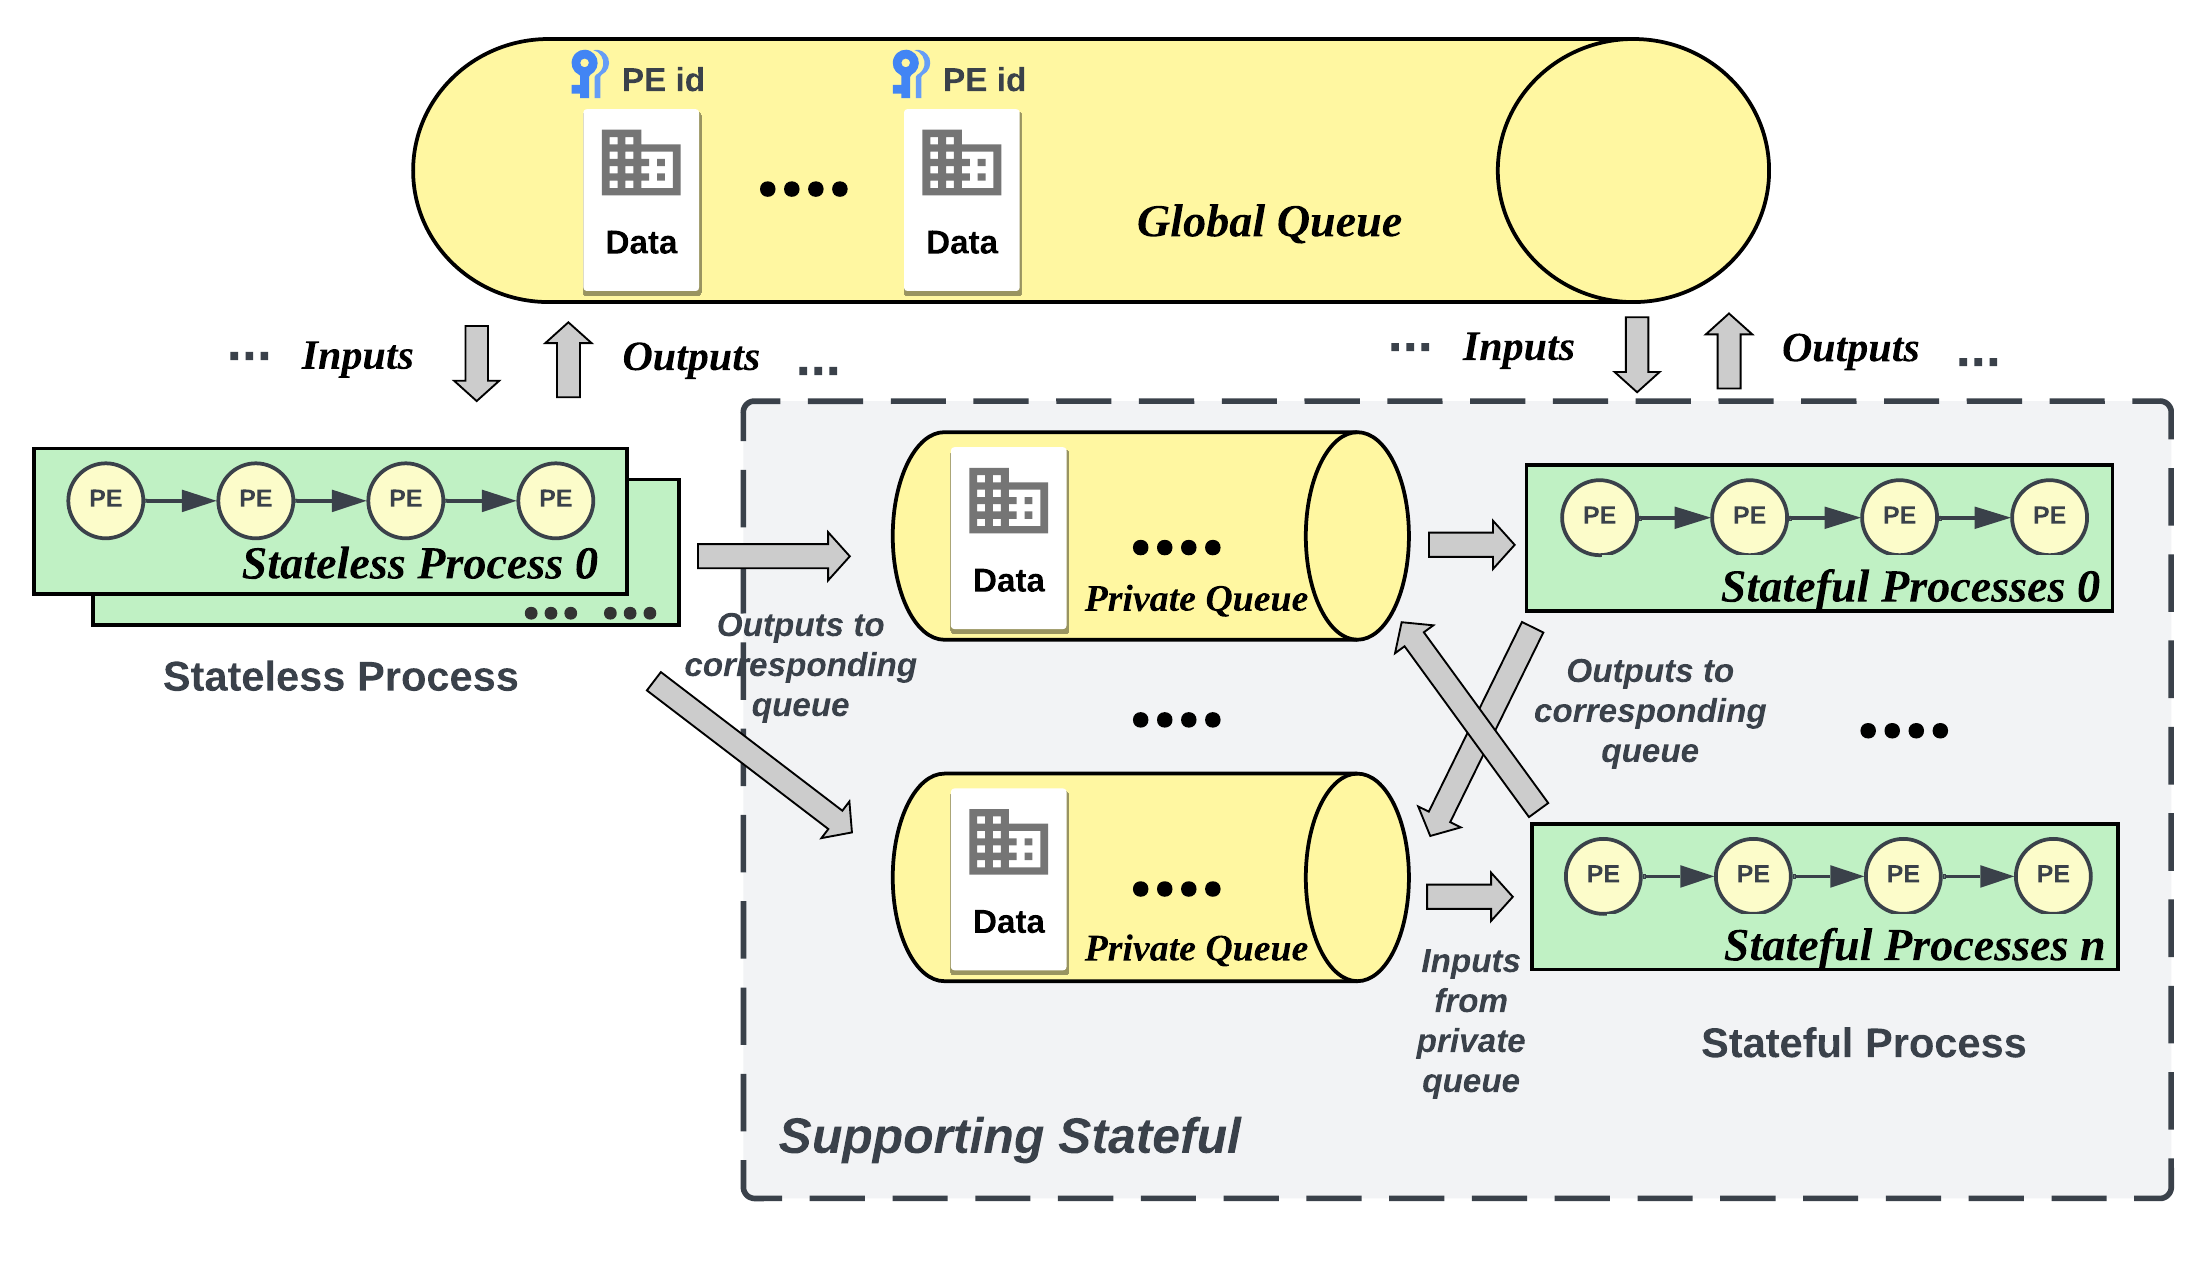 PE id
PE id
Data
Data
Global Queue
... Inputs
Outputs ...
... Inputs
Outputs ...
PE PE PE PE
Stateless Process 0
Stateless Process
Outputs to
corresponding
queue
Data
Private Queue
PE PE PE PE
Stateful Processes 0
Outputs to
corresponding
queue
Data
Private Queue
PE PE PE PE
Stateful Processes n
Inputs
from
private
queue
Stateful Process
Supporting Stateful